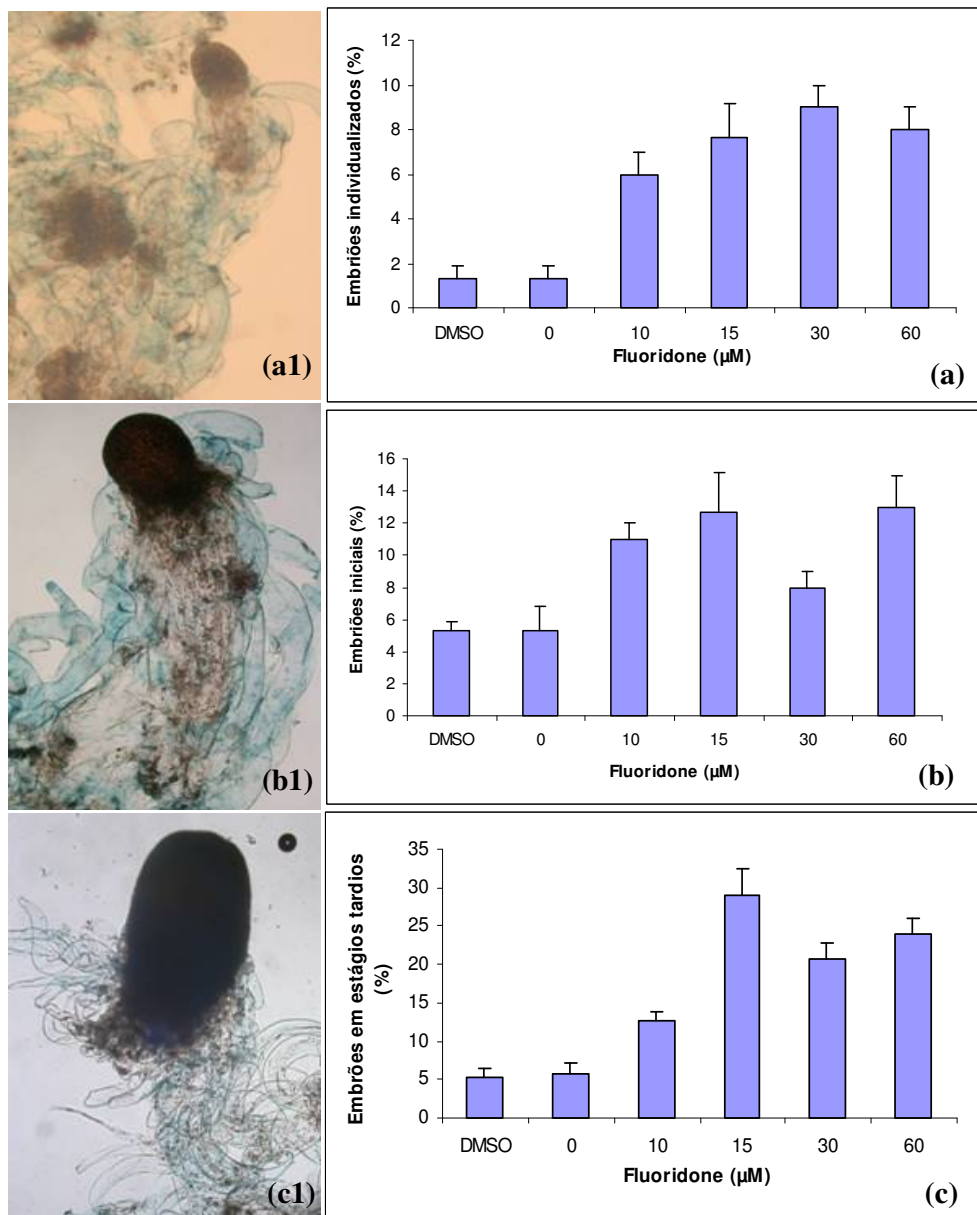 (a1)
Embriões individualizados (%)
12
10
8
6
4
2
0
DMSO 0 10 15 30 60
Fluoridone (µM)
(a)
(b1)
Embriões iniciais (%)
16
14
12
10
8
6
4
2
0
DMSO 0 10 15 30 60
Fluoridone (µM)
(b)
(c1)
Embrões em estágios tardios
(%)
35
30
25
20
15
10
5
0
DMSO 0 10 15 30 60
Fluoridone (µM)
(c)